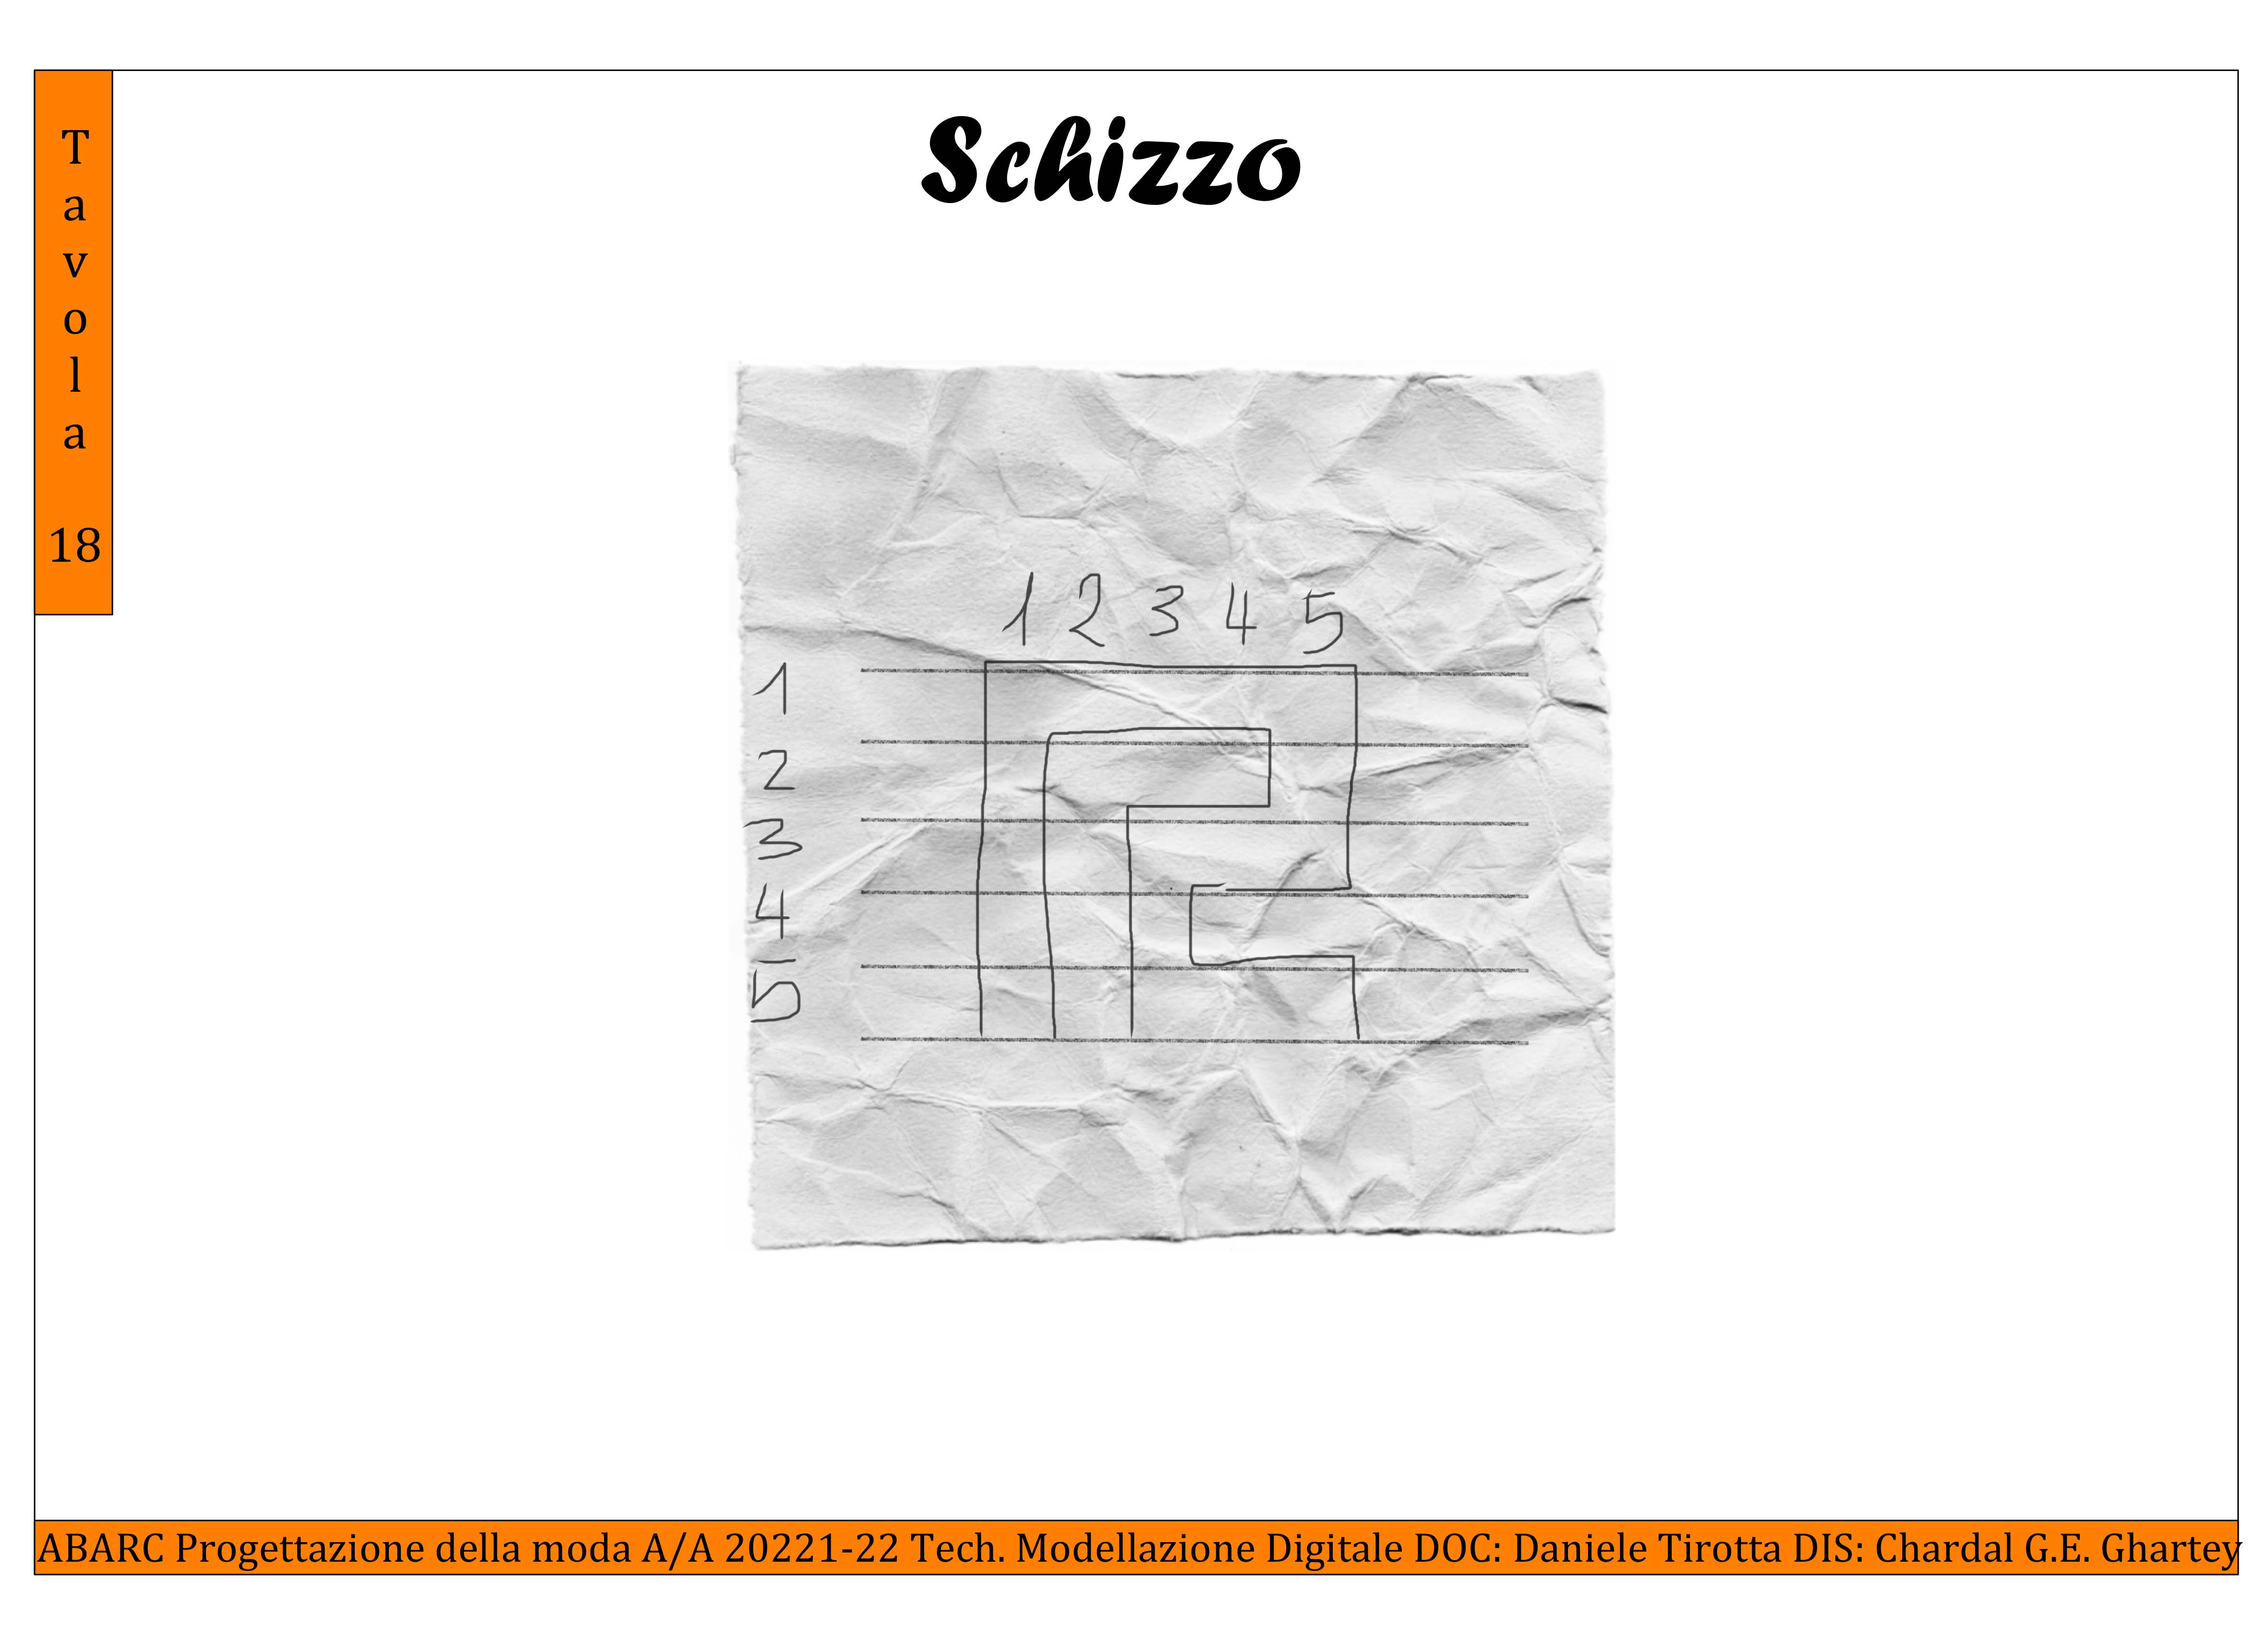 Schizzo
Tavola
18
1 2 3 4 5
1
2
3
4
5
ABARC Progettazione della moda A/A 20221-22 Tech. Modellazione Digitale DOC: Daniele Tirotta DIS: Chardal G.E. Ghartey